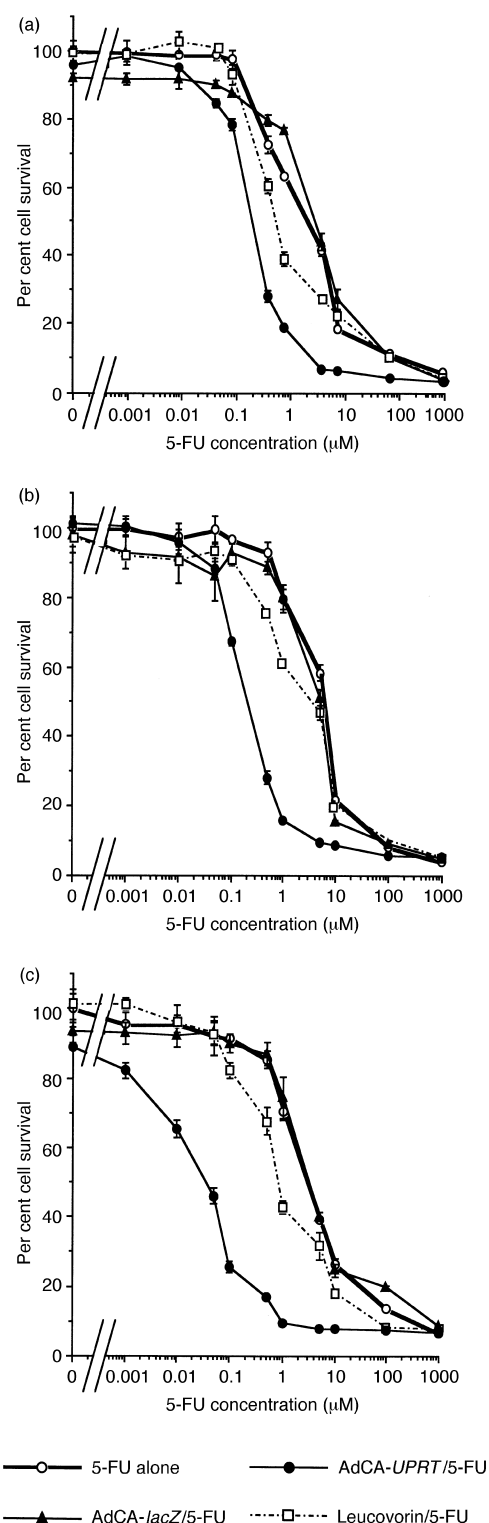 (a)
100
80
60
40
20
0
Per cent cell survival
0 0.001 0.01 0.1 1 10 100 1000
5-FU concentration (µM)
(b)
100
80
60
40
20
0
Per cent cell survival
0 0.001 0.01 0.1 1 10 100 1000
5-FU concentration (µM)
(c)
100
80
60
40
20
0
Per cent cell survival
0 0.001 0.01 0.1 1 10 100 1000
5-FU concentration (µM)
5-FU alone AdCA-UPRT/5-FU
AdCA-lacZ/5-FU Leucovorin/5-FU